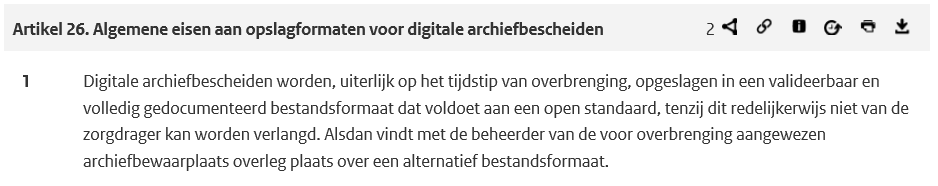 Artikel 26. Algemene eisen aan opslagformaten voor digitale archiefbescheiden 2
1 Digitale archiefbescheiden worden, uiterlijk op het tijdstip van overbrenging, opgeslagen in een valideerbaar en
volledig gedocumenteerd bestandsformaat dat voldoet aan een open standaard, tenzij dit redelijkerwijs niet van de
zorgdrager kan worden verlangd. Alsdan vindt met de beheerder van de voor overbrenging aangewezen
archiefbewaarplaats overleg plaats over een alternatief bestandsformaat.